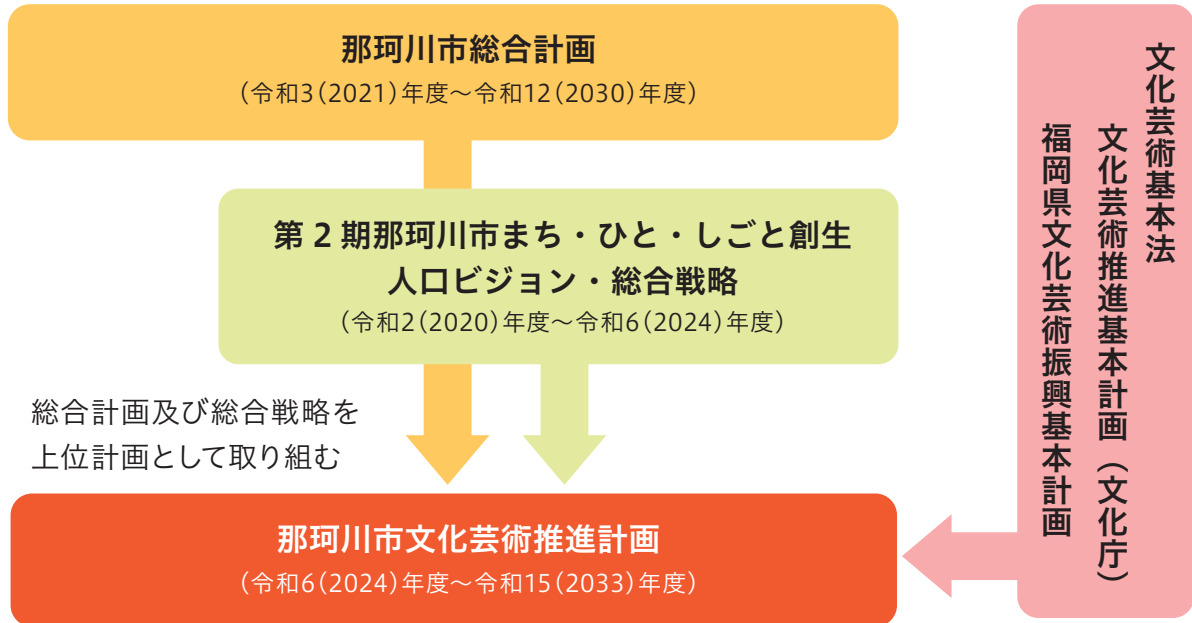 那珂川市総合計画
（令和3（2021）年度～令和12（2030）年度）
第2期那珂川市まち・ひと・しごと創生
人口ビジョン・総合戦略
（令和2（2020）年度～令和6（2024）年度）
総合計画及び総合戦略を
上位計画として取り組む
那珂川市文化芸術推進計画
（令和6（2024）年度～令和15（2033）年度）
文化芸術基本法
文化芸術推進基本計画（文化庁）
福岡県文化芸術振興基本計画